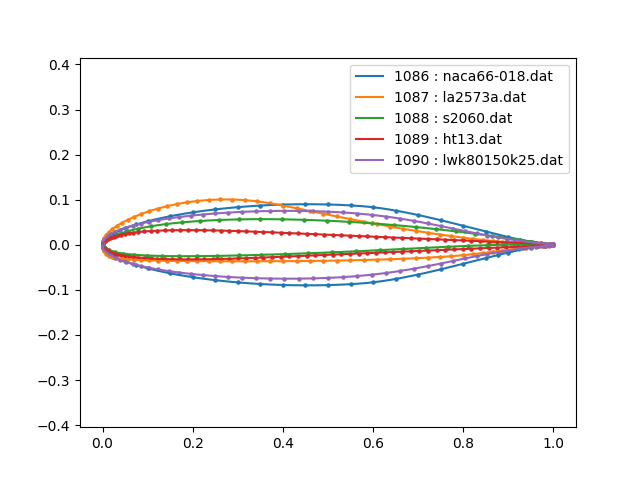 0.4
0.3
0.2
0.1
0.0
−0.1
−0.2
−0.3
−0.4
0.0 0.2 0.4 0.6 0.8 1.0
1086 : naca66-018.dat
1087 : la2573a.dat
1088 : s2060.dat
1089 : ht13.dat
1090 : lwk80150k25.dat